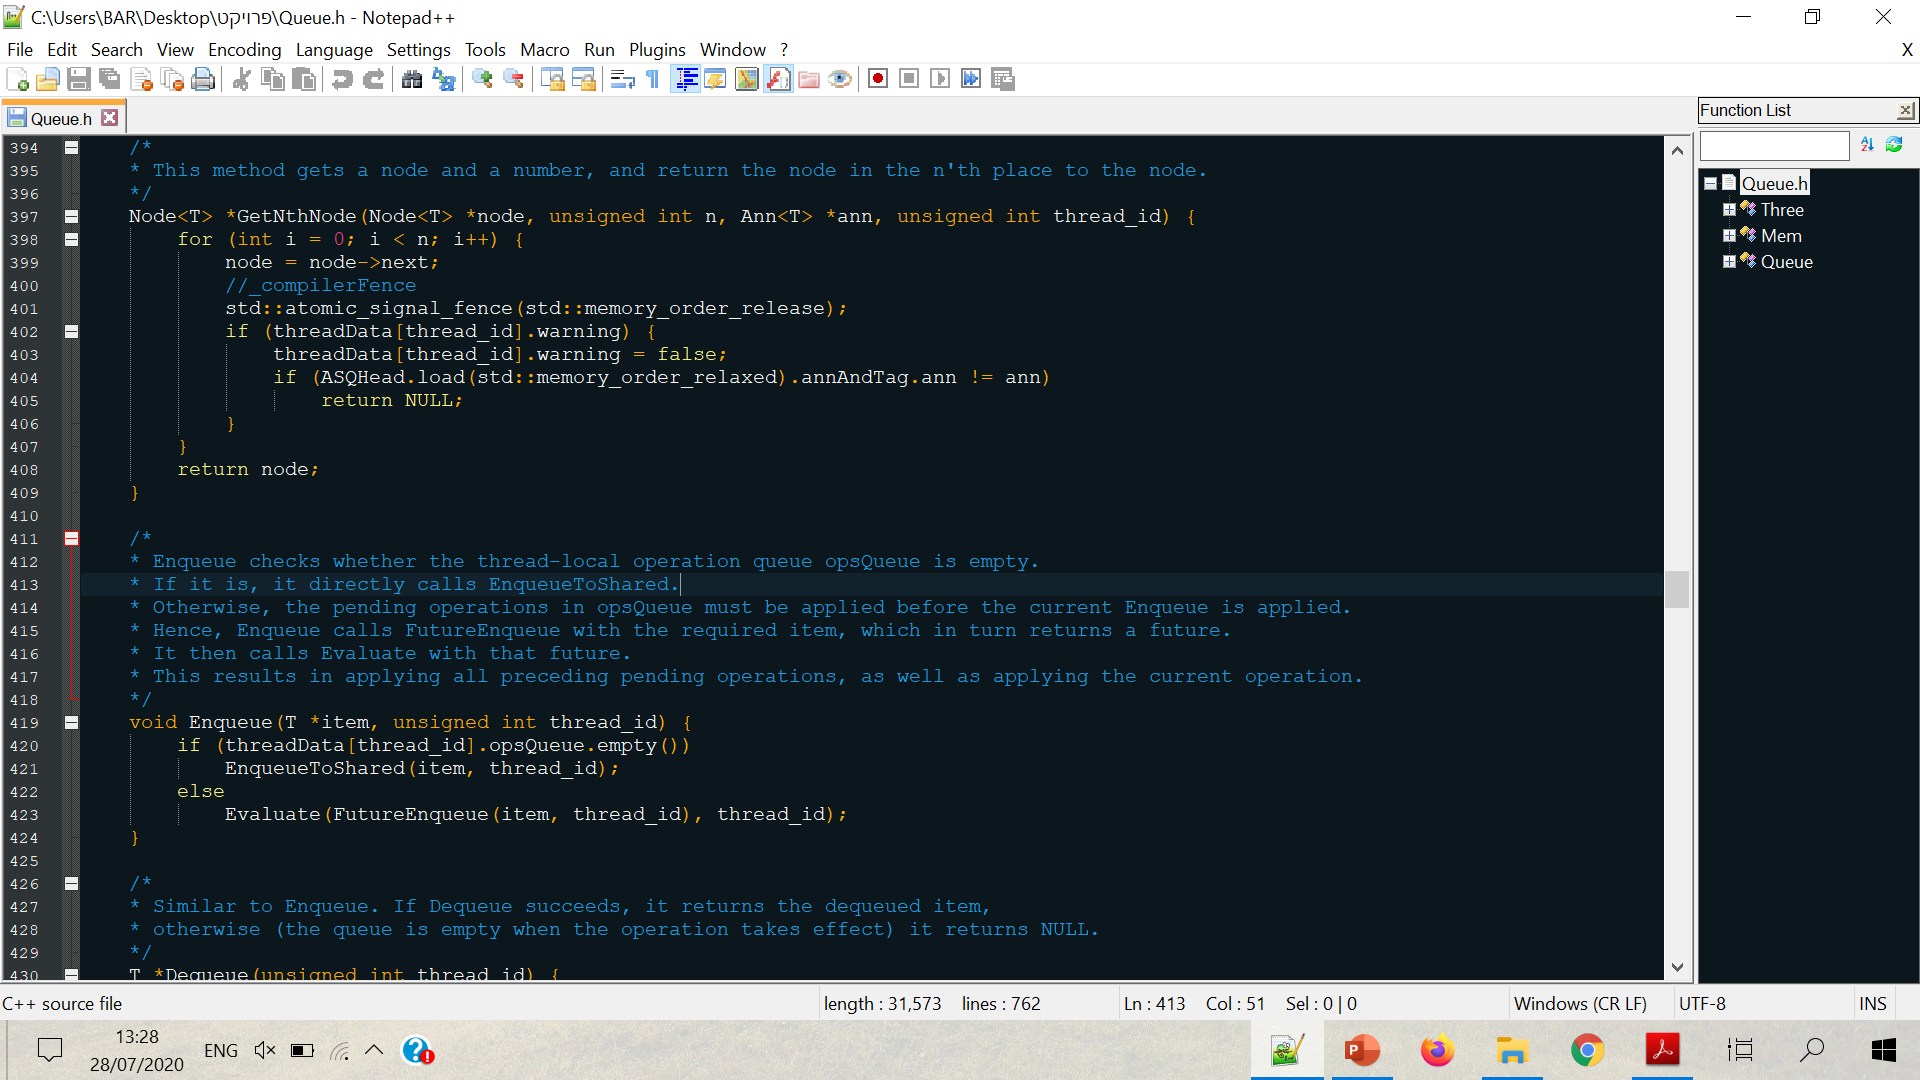 C:\Users\BAR\Desktop\פרויקט\Queue.h - Notepad++
File Edit Search View Encoding Language Settings Tools Macro Run Plugins Window ? X
Queue.h
394 /*
395 * This method gets a node and a number, and return the node in the n'th place to the node.
396 */
397 Node<T> *GetNthNode(Node<T> *node, unsigned int n, Ann<T> *ann, unsigned int thread_id) {
398 for (int i = 0; i < n; i++) {
399 node = node->next;
400 //_compilerFence
401 std::atomic_signal_fence(std::memory_order_release);
402 if (threadData[thread_id].warning) {
403 threadData[thread_id].warning = false;
404 if (ASQHead.load(std::memory_order_relaxed).annAndTag.ann != ann)
405 return NULL;
406 }
407 }
408 return node;
409 }
410
411 /*
412 * Enqueue checks whether the thread-local operation queue opsQueue is empty.
413 * If it is, it directly calls EnqueueToShared.
414 * Otherwise, the pending operations in opsQueue must be applied before the current Enqueue is applied.
415 * Hence, Enqueue calls FutureEnqueue with the required item, which in turn returns a future.
416 * It then calls Evaluate with that future.
417 * This results in applying all preceding pending operations, as well as applying the current operation.
418 */
419 void Enqueue(T *item, unsigned int thread_id) {
420 if (threadData[thread_id].opsQueue.empty())
421 EnqueueToShared(item, thread_id);
422 else
423 Evaluate(FutureEnqueue(item, thread_id), thread_id);
424 }
425
426 /*
427 * Similar to Enqueue. If Dequeue succeeds, it returns the dequeued item,
428 * otherwise (the queue is empty when the operation takes effect) it returns NULL.
429 */
430 T *Dequeue(unsigned int thread_id) {
Function List
Queue.h
Three
Mem
Queue
C++ source file length : 31,573 lines : 762 Ln : 413 Col : 51 Sel : 0 | 0 Windows (CR LF) UTF-8 INS
13:28
28/07/2020
ENG